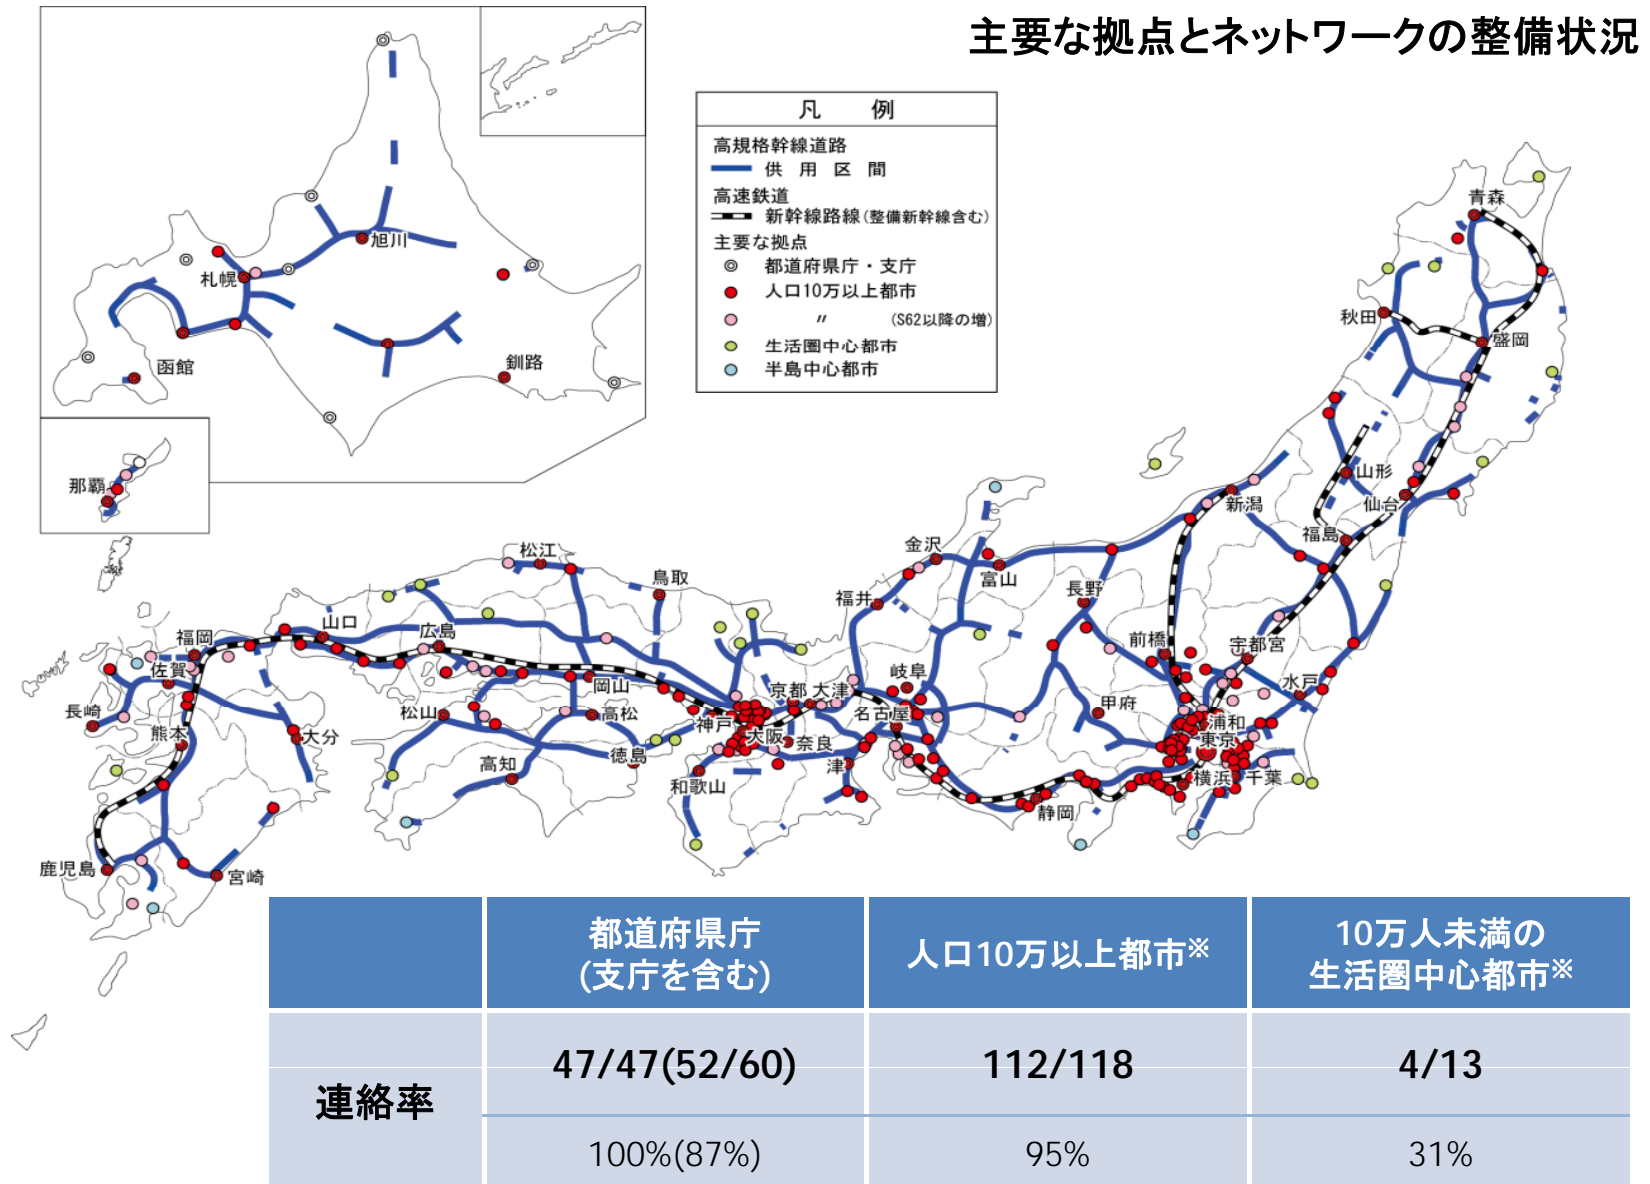 主要な拠点とネットワークの整備状況
凡 例
高規格幹線道路
供 用 区 間
高速鉄道
新幹線路線(整備新幹線含む)
主要な拠点
都道府県庁・支庁
人口10万以上都市
〃 (S62以降の増)
生活圏中心都市
半島中心都市
旭川
札幌
函館
釧路
那覇
青森
秋田
盛岡
山形
仙台
新潟
福島
金沢
富山
長野
福井
前橋
宇都宮
水戸
岐阜
甲府
浦和
東京
横浜
千葉
静岡
名古屋
津
京都
大津
神戸
大阪
奈良
和歌山
松江
鳥取
山口
広島
岡山
松山
高松
徳島
高知
福岡
佐賀
長崎
熊本
大分
鹿児島
宮崎
都道府県庁
(支庁を含む)
人口10万以上都市※
10万人未満の
生活圏中心都市※
連絡率
47/47(52/60)
112/118
4/13
100%(87%)
95%
31%